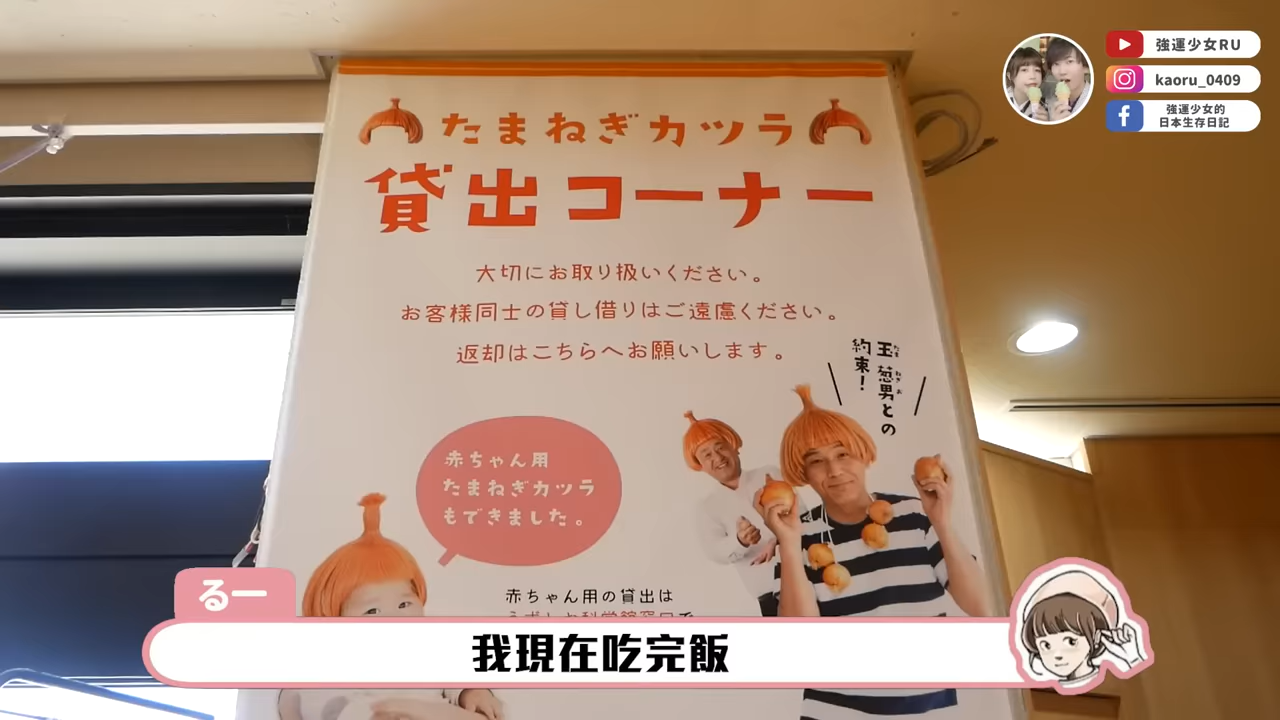 強運少女RU
kaoru_0409
強運少女的
日本生存日記
たまねぎカツラ
貸出コーナー
大切にお取り扱いください。
お客様同士の貸し借りはご遠慮ください。
返却はこちらへお願いします。
玉葱男との
たまねぎお
約束!
赤ちゃん用
たまねぎカツラ
もできました。
赤ちゃん用の貸出は
るー
我現在吃完飯